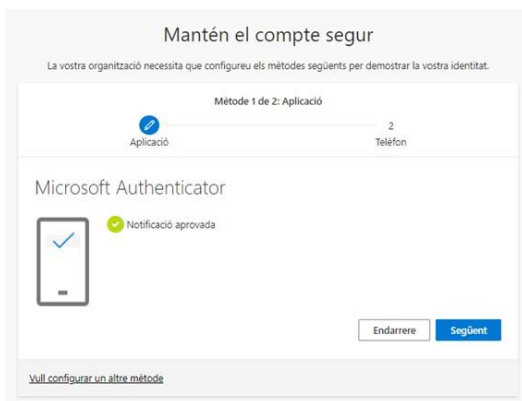 Mantén el compte segur
La vostra organització necessita que configureu els mètodes següents per demostrar la vostra identitat.
Mètode 1 de 2: Aplicació
2
Aplicació
Telèfon
Microsoft Authenticator
Notificació aprovada
Endarrere
Següent
Vull configurar un altre mètode